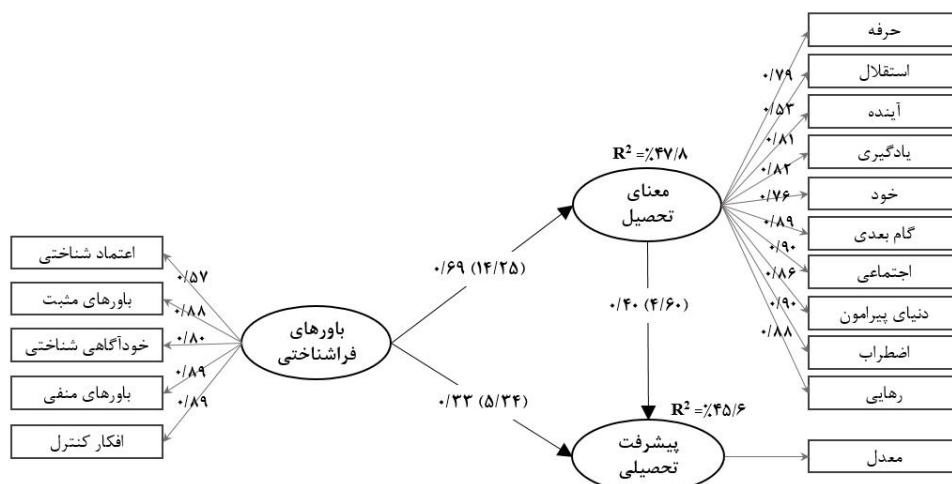 حرفه
استقلال
آینده
یادگیری
خود
گام بعدی
اجتماعی
دنیای پیرامون
اضطراب
رهایی
۰/۷۹
۰/۵۳
۰/۸۱
۰/۸۲
۰/۷۶
۰/۸۹
۰/۹۰
۰/۸۶
۰/۹۰
۰/۸۸
R² =٪۴۷/۸
معنای
تحصیل
۰/۶۹ (۱۴/۲۵)
۰/۴۰ (۴/۶۰)
۰/۳۳ (۵/۳۴)
باورهای
فراشناختی
اعتماد شناختی
باورهای مثبت
خودآگاهی شناختی
باورهای منفی
افکار کنترل
۰/۵۷
۰/۸۸
۰/۸۰
۰/۸۹
۰/۸۹
R² =٪۴۵/۶
پیشرفت
تحصیلی
معدل